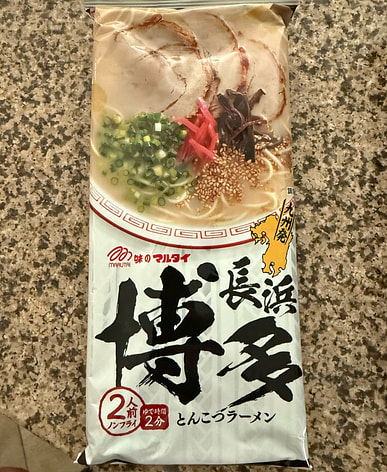 九州発
MARUTAI
味のマルタイ
長浜
博多
2人前
ノンフライ
ゆで時間
2分
とんこつラーメン